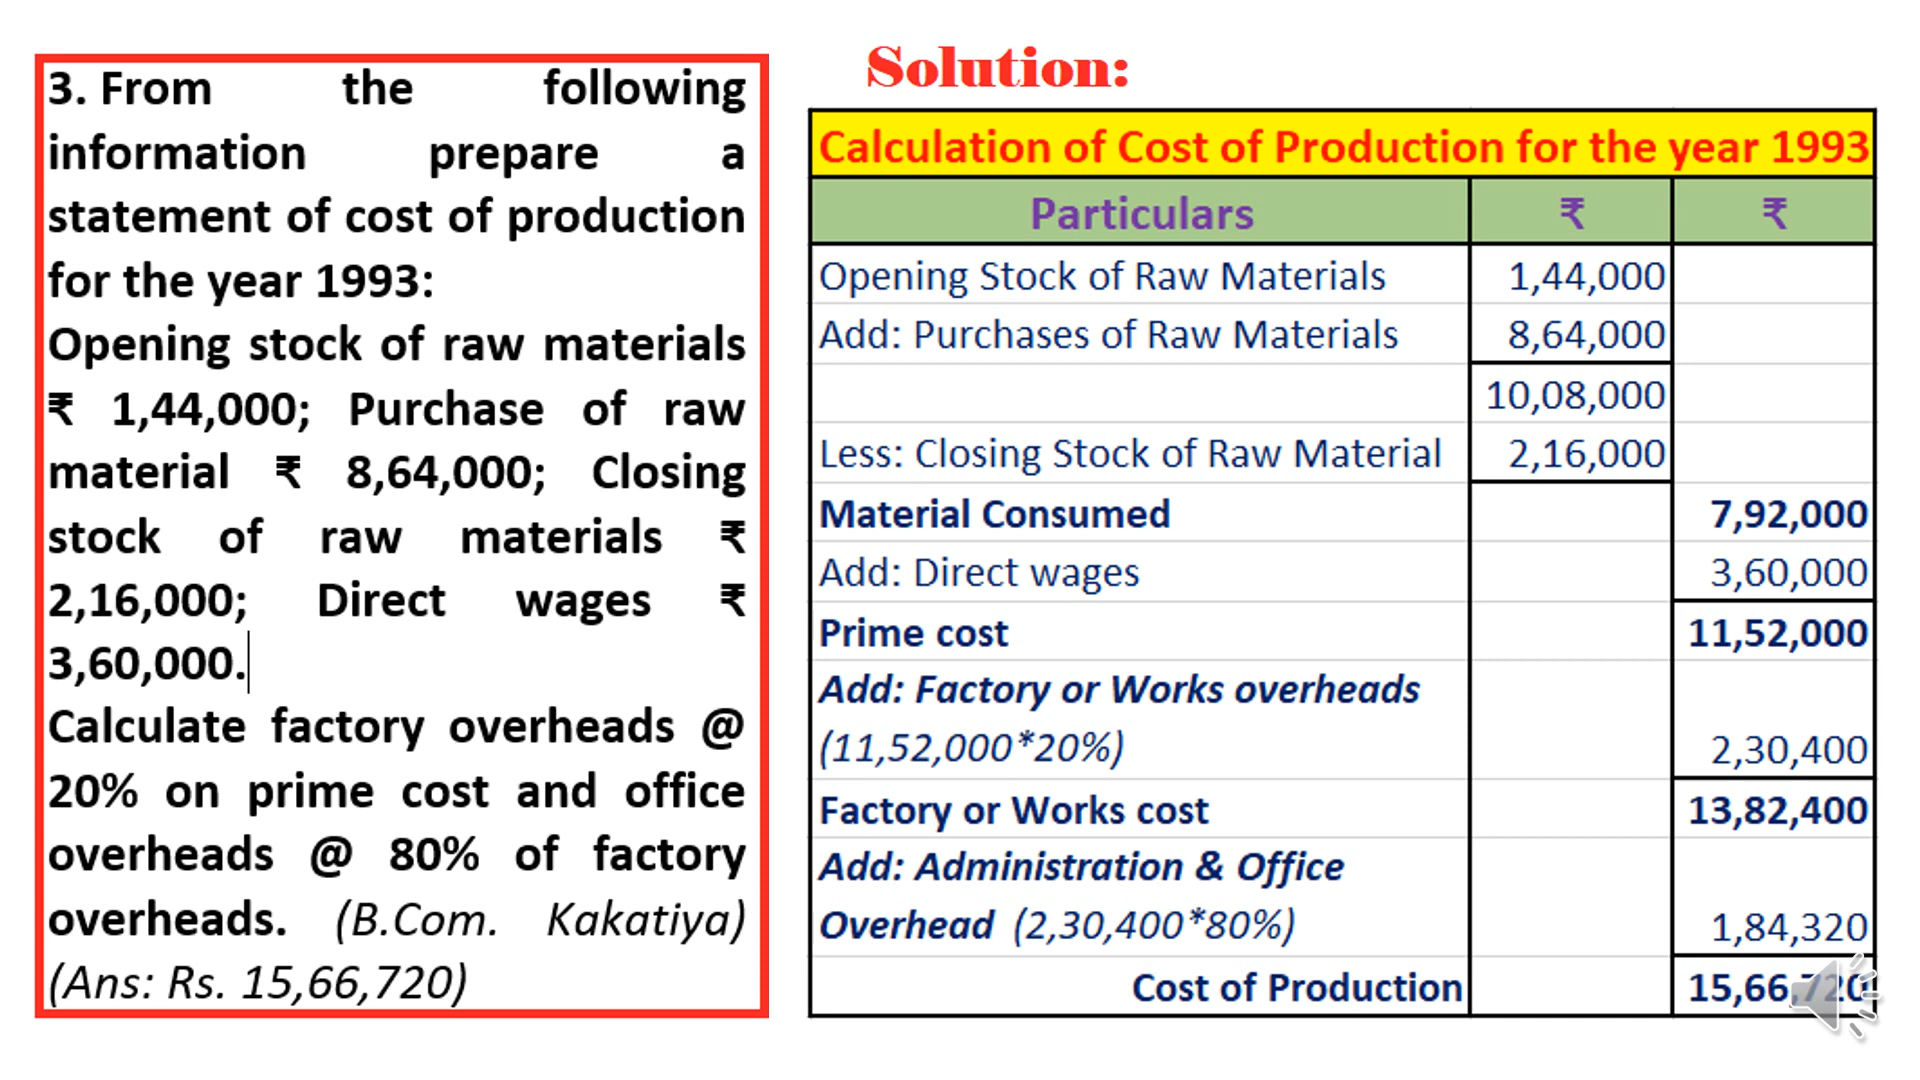 3. From the following
information prepare a
statement of cost of production
for the year 1993:
Opening stock of raw materials
₹ 1,44,000; Purchase of raw
material ₹ 8,64,000; Closing
stock of raw materials ₹
2,16,000; Direct wages ₹
3,60,000.
Calculate factory overheads @
20% on prime cost and office
overheads @ 80% of factory
overheads. (B.Com. Kakatiya)
(Ans: Rs. 15,66,720)
Solution:
Calculation of Cost of Production for the year 1993
Particulars ₹ ₹
Opening Stock of Raw Materials 1,44,000
Add: Purchases of Raw Materials 8,64,000
10,08,000
Less: Closing Stock of Raw Material 2,16,000
Material Consumed 7,92,000
Add: Direct wages 3,60,000
Prime cost 11,52,000
Add: Factory or Works overheads
(11,52,000*20%) 2,30,400
Factory or Works cost 13,82,400
Add: Administration & Office
Overhead (2,30,400*80%) 1,84,320
Cost of Production 15,66,720